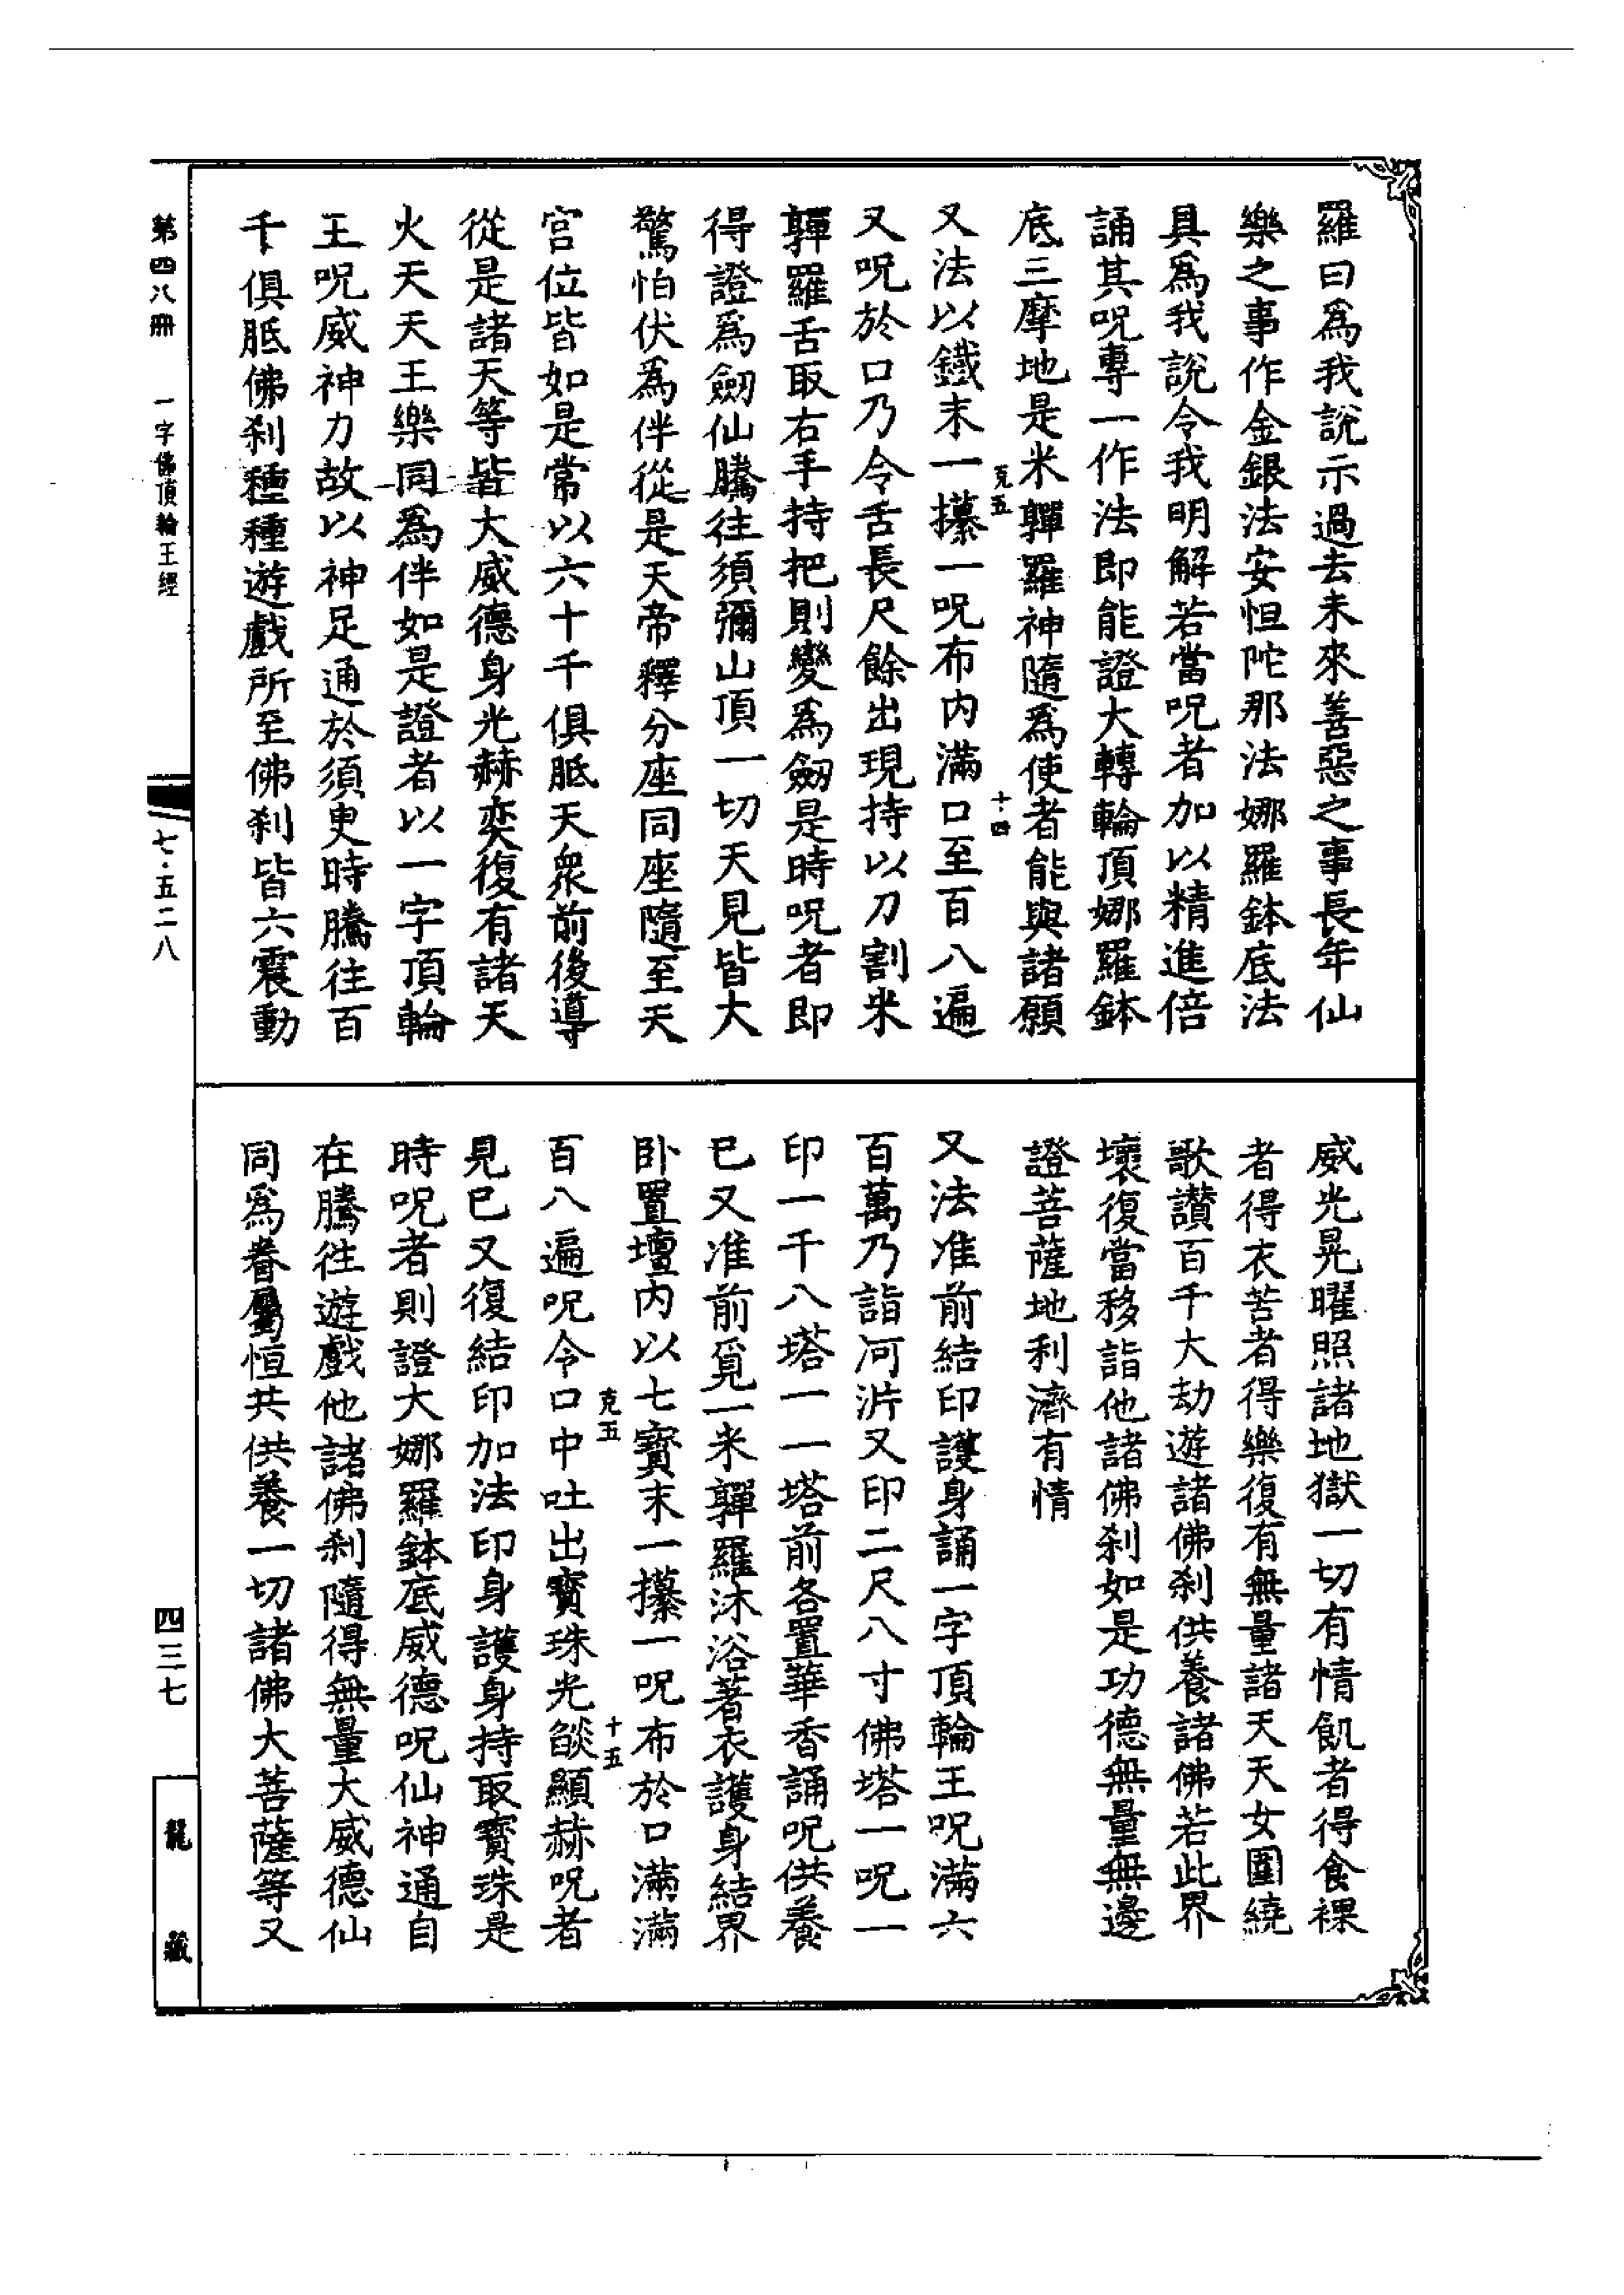 羅曰為我說示過去未來善惡之事長年仙
樂之事作金銀法安怛陀那法娜羅鉢底法
具為我說令我明解若當呪者加以精進倍
誦其呪專一作法即能證大轉輪頂娜羅鉢
底三摩地是米嚲羅神隨為使者能與諸願
克五
十四
又法以鐵末一攥一呪布內滿口至百八遍
又呪於口乃令舌長尺餘出現持以刀割米
嚲羅舌取右手持把則變為劒是時呪者即
得證為劒仙騰往須彌山頂一切天見皆大
驚怕伏為伴從是天帝釋分座同座隨至天
宮位皆如是常以六十千俱胝天眾前後導
從是諸天等皆大威德身光赫奕復有諸天
火天天王樂同為伴如是證者以一字頂輪
王呪威神力故以神足通於須臾時騰往百
千俱胝佛剎種種遊戲所至佛剎皆六震動
威光晃曜照諸地獄一切有情飢者得食裸
者得衣苦者得樂復有無量諸天天女圍繞
歌讚百千大劫遊諸佛剎供養諸佛若此界
壞復當移詣他諸佛剎如是功德無量無邊
證菩薩地利濟有情
又法准前結印護身誦一字頂輪王呪滿六
百萬乃詣河泲又印二尺八寸佛塔一呪一
印一千八塔一一塔前各置華香誦呪供養
已又准前覓一米嚲羅沐浴著衣護身結界
臥置壇內以七寶末一攥一呪布於口滿滿
克五
十五
百八遍呪令口中吐出寶珠光燄顯赫呪者
見已又復結印加法印身護身持取寶珠是
時呪者則證大娜羅鉢底威德呪仙神通自
在騰往遊戲他諸佛剎隨得無量大威德仙
同為眷屬恒共供養一切諸佛大菩薩等又
第四八冊
一字佛頂輪王經
七·五二八
四三七
龍藏